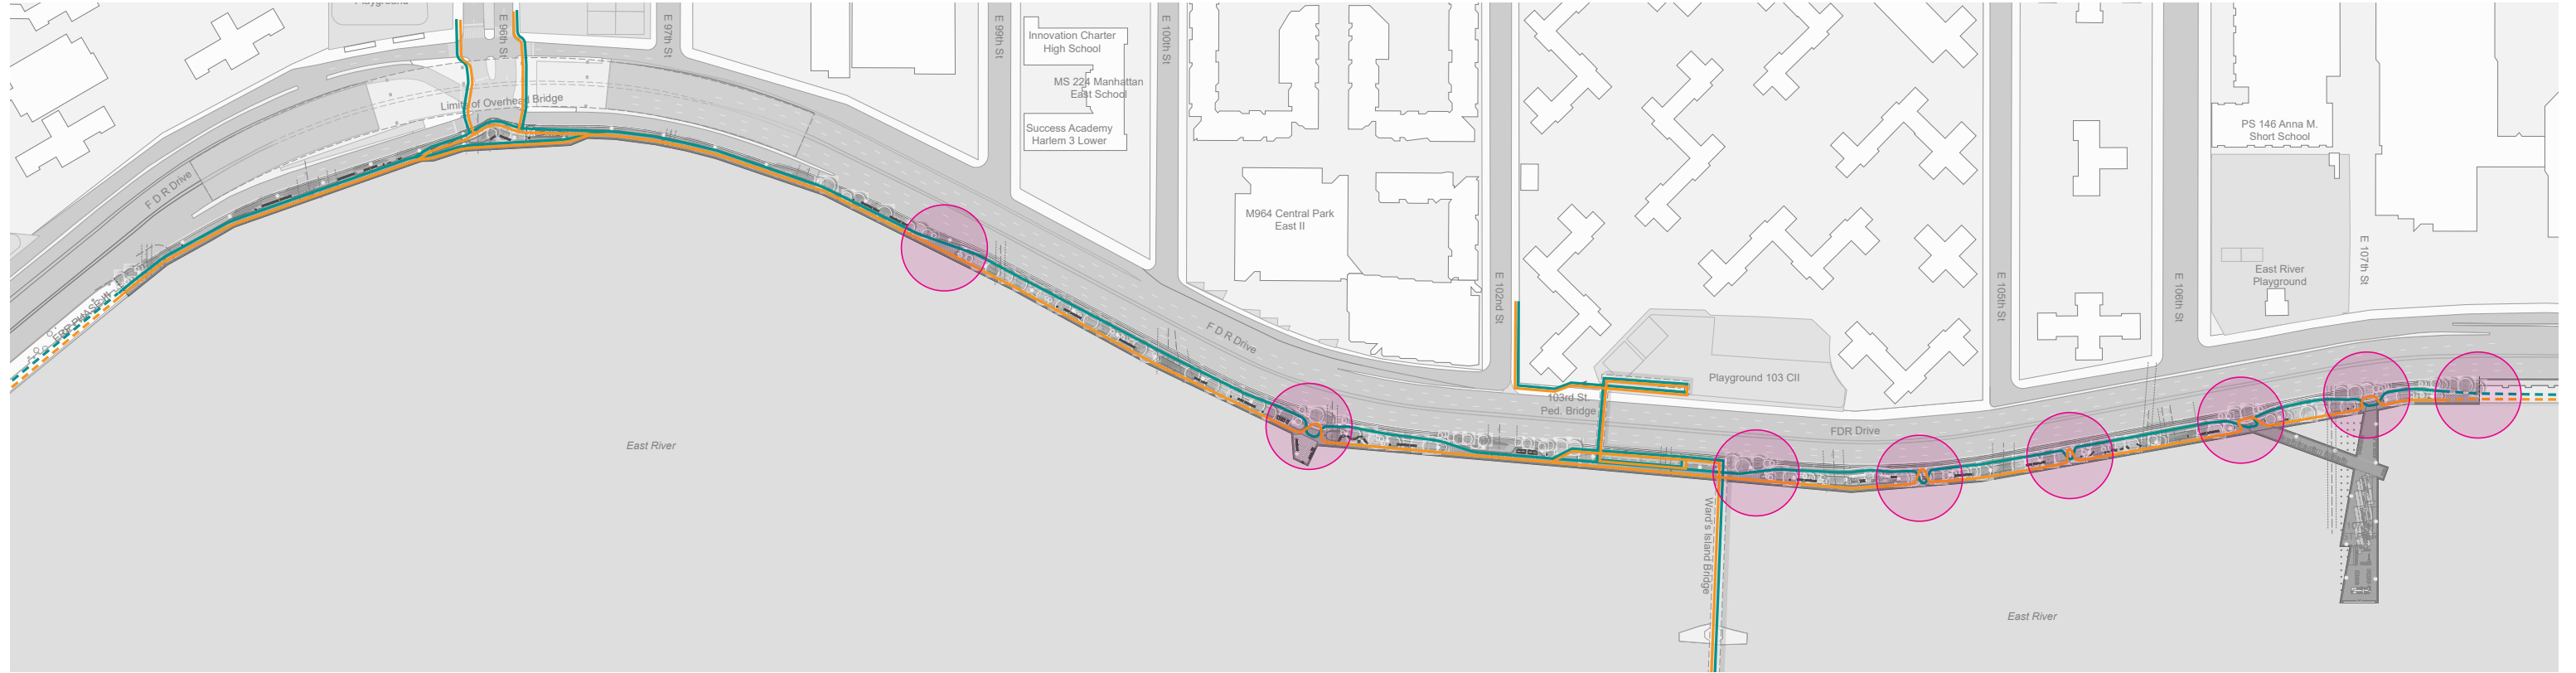 Playground
E 96th St
E 97th St
E 99th St
E 100th St
Innovation Charter
High School
MS 224 Manhattan
East School
Success Academy
Harlem 3 Lower
Limits of Overhead Bridge
F D R Drive
M964 Central Park
East II
F D R Drive
E 102nd St
103rd St.
Ped. Bridge
Playground 103 CII
FDR Drive
E 105th St
E 106th St
PS 146 Anna M.
Short School
East River
Playground
E 107th St
East River
Ward's Island Bridge
East River